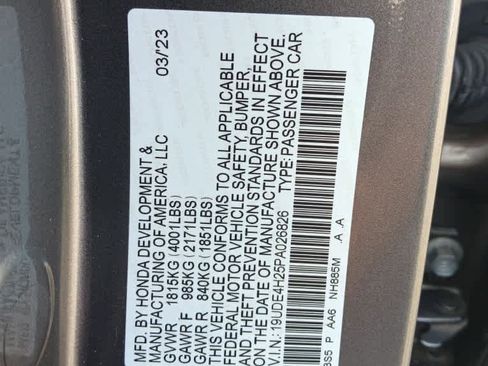 MFD. BY HONDA DEVELOPMENT & 03/'23
MANUFACTURING OF AMERICA, LLC
GVWR 1815KG (4001LBS)
GAWR F 985KG (2171LBS)
GAWR R 840KG (1851LBS)
THIS VEHICLE CONFORMS TO ALL APPLICABLE
FEDERAL MOTOR VEHICLE SAFETY, BUMPER,
AND THEFT PREVENTION STANDARDS IN EFFECT
ON THE DATE OF MANUFACTURE SHOWN ABOVE.
V.I.N.:19UDE4H25PA026826 TYPE:PASSENGER CAR
3S5 P AA6 NH885M .A .A